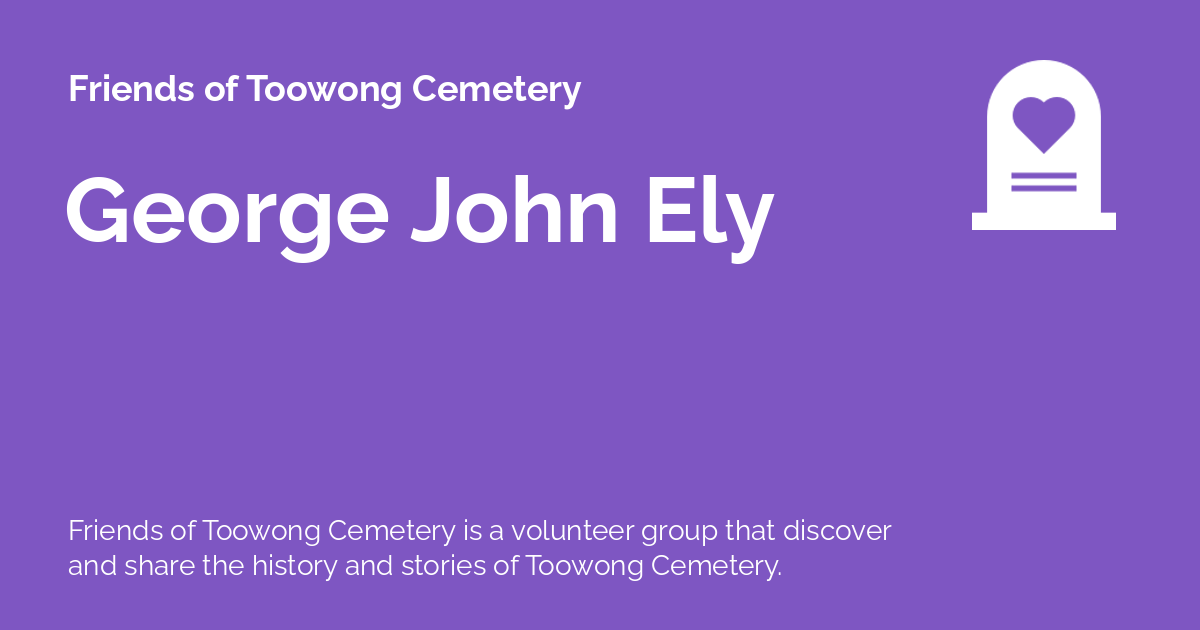 Friends of Toowong Cemetery
George John Ely
Friends of Toowong Cemetery is a volunteer group that discover
and share the history and stories of Toowong Cemetery.